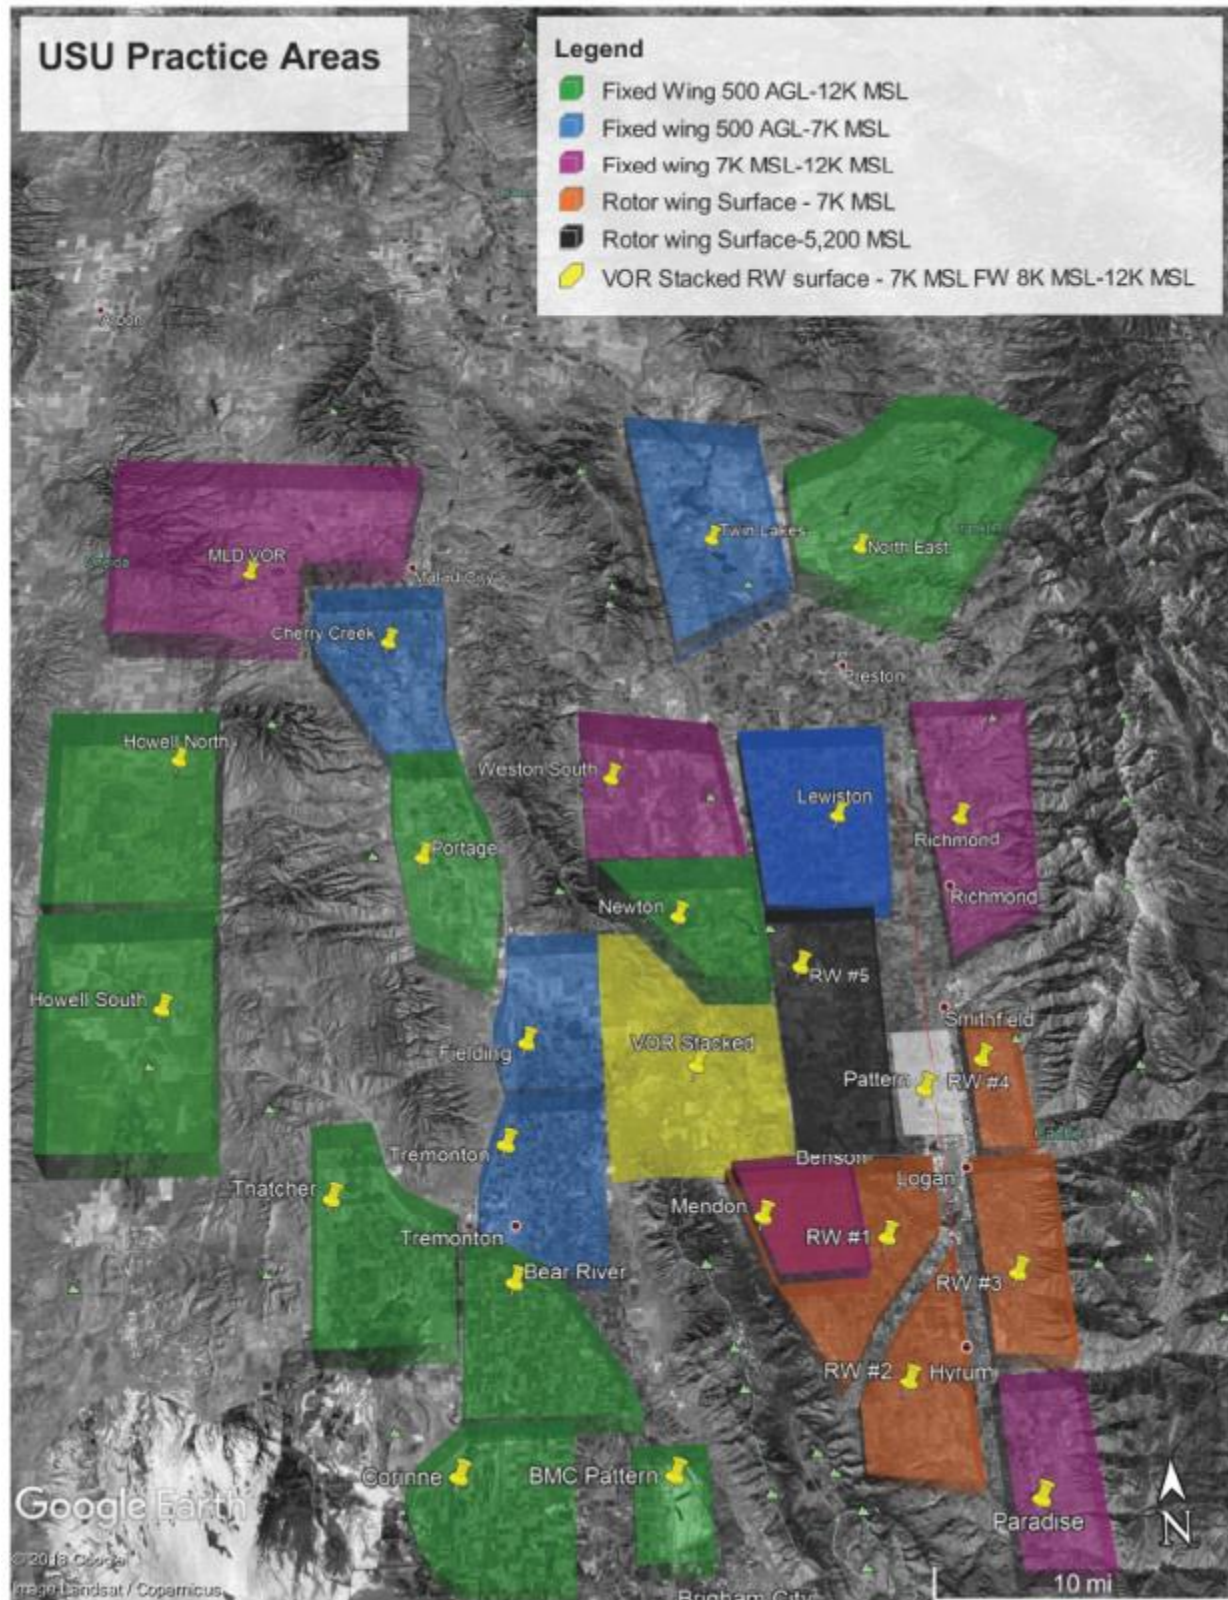 USU Practice Areas
Legend
Fixed Wing 500 AGL-12K MSL
Fixed wing 500 AGL-7K MSL
Fixed wing 7K MSL-12K MSL
Rotor wing Surface - 7K MSL
Rotor wing Surface-5,200 MSL
VOR Stacked RW surface - 7K MSL FW 8K MSL-12K MSL
Twin Lakes
North East
MLD VOR
Malad City
Cherry Creek
Preston
Howell North
Weston South
Lewiston
Richmond
Portage
Richmond
Newton
RW #5
Howell South
Smithfield
Fielding
VOR Stacked
Pattern
RW #4
Tremonton
Benson
Logan
Thatcher
Mendon
RW #1
Tremonton
Bear River
RW #3
RW #2
Hyrum
Corinne
BMC Pattern
Google Earth
Paradise
N
© 2018 Google
Image Landsat / Copernicus
10 mi
Brigham City